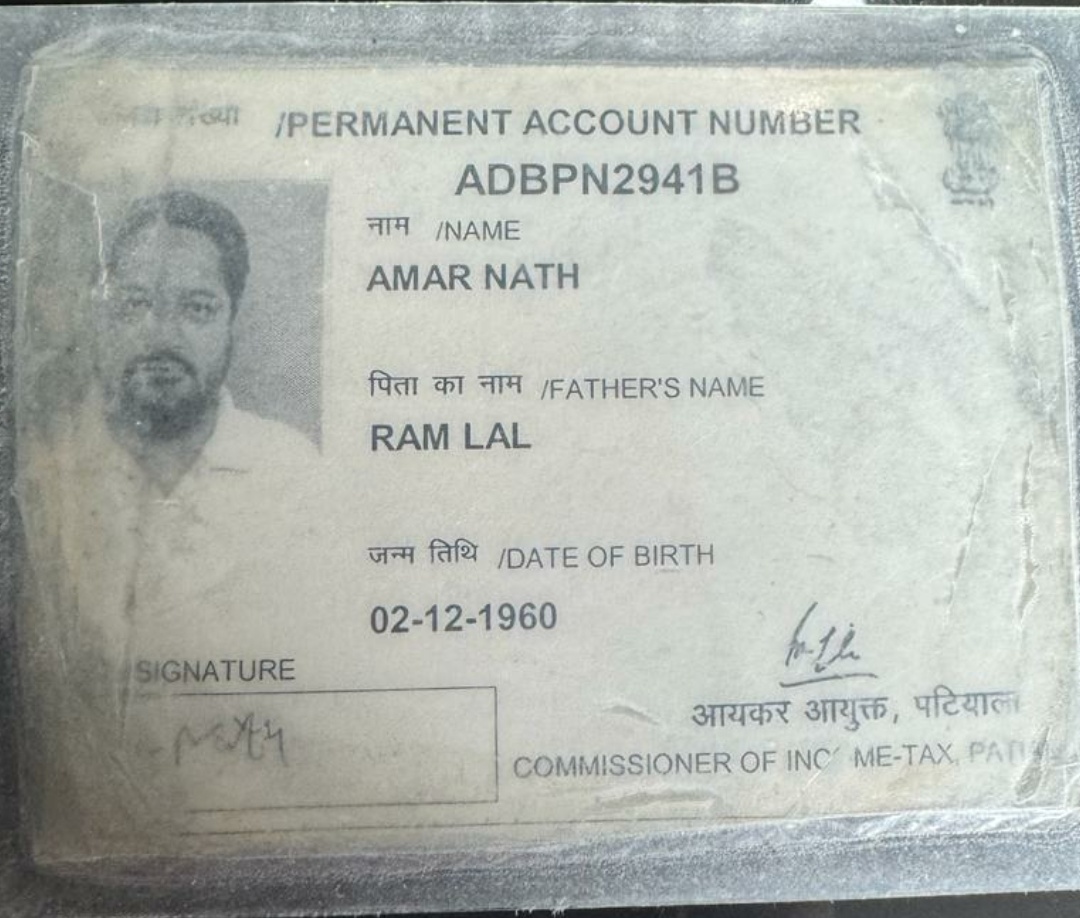 संख्या /PERMANENT ACCOUNT NUMBER
ADBPN2941B
नाम /NAME
AMAR NATH
पिता का नाम /FATHER'S NAME
RAM LAL
जन्म तिथि /DATE OF BIRTH
02-12-1960
SIGNATURE
आयकर आयुक्त, पटियाला
COMMISSIONER OF INC ME-TAX,